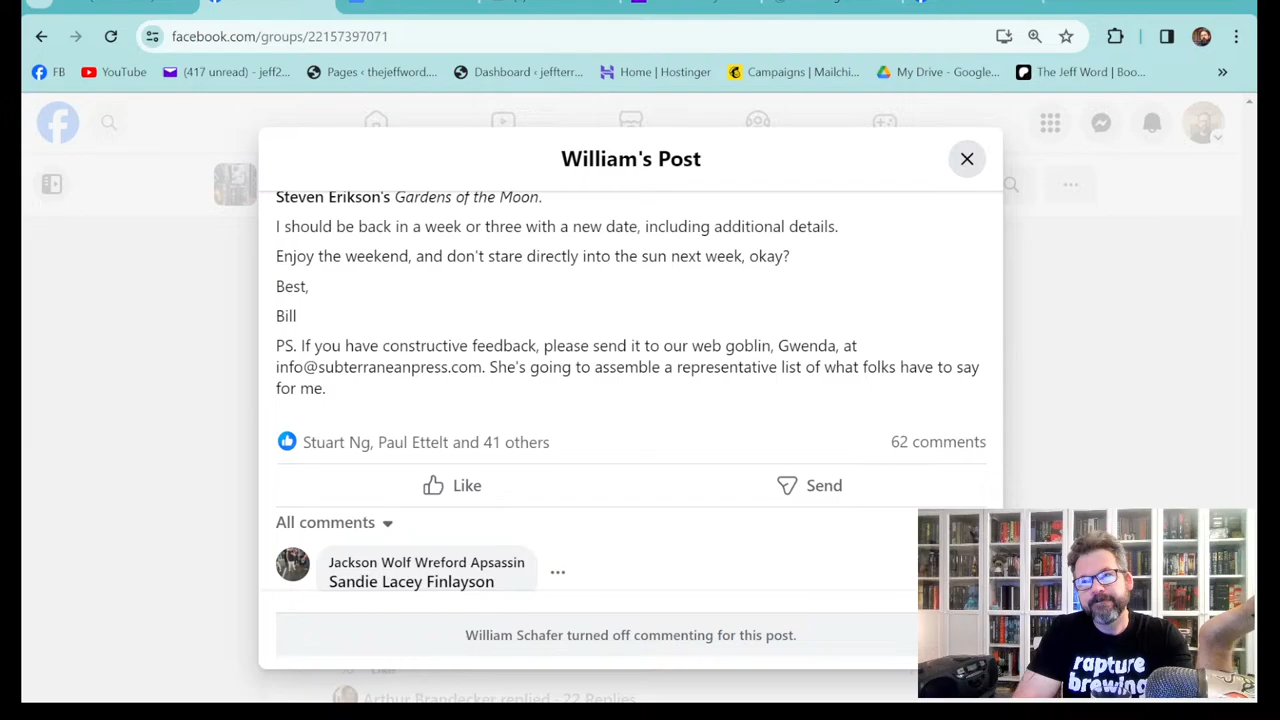 facebook.com/groups/22157397071
FB YouTube (417 unread) - jeff2... Pages ‹ thejeffword.... Dashboard ‹ jeffterr... Home | Hostinger Campaigns | Mailchi... My Drive - Google... The Jeff Word | Boo... »
William's Post
Steven Erikson's Gardens of the Moon.
I should be back in a week or three with a new date, including additional details.
Enjoy the weekend, and don't stare directly into the sun next week, okay?
Best,
Bill
PS. If you have constructive feedback, please send it to our web goblin, Gwenda, at
info@subterraneanpress.com. She's going to assemble a representative list of what folks have to say
for me.
Stuart Ng, Paul Ettelt and 41 others 62 comments
Like Send
All comments
Jackson Wolf Wreford Apsassin
Sandie Lacey Finlayson
William Schafer turned off commenting for this post.
Arthur Brandacker replied · 22 Replies
rapture
brewing